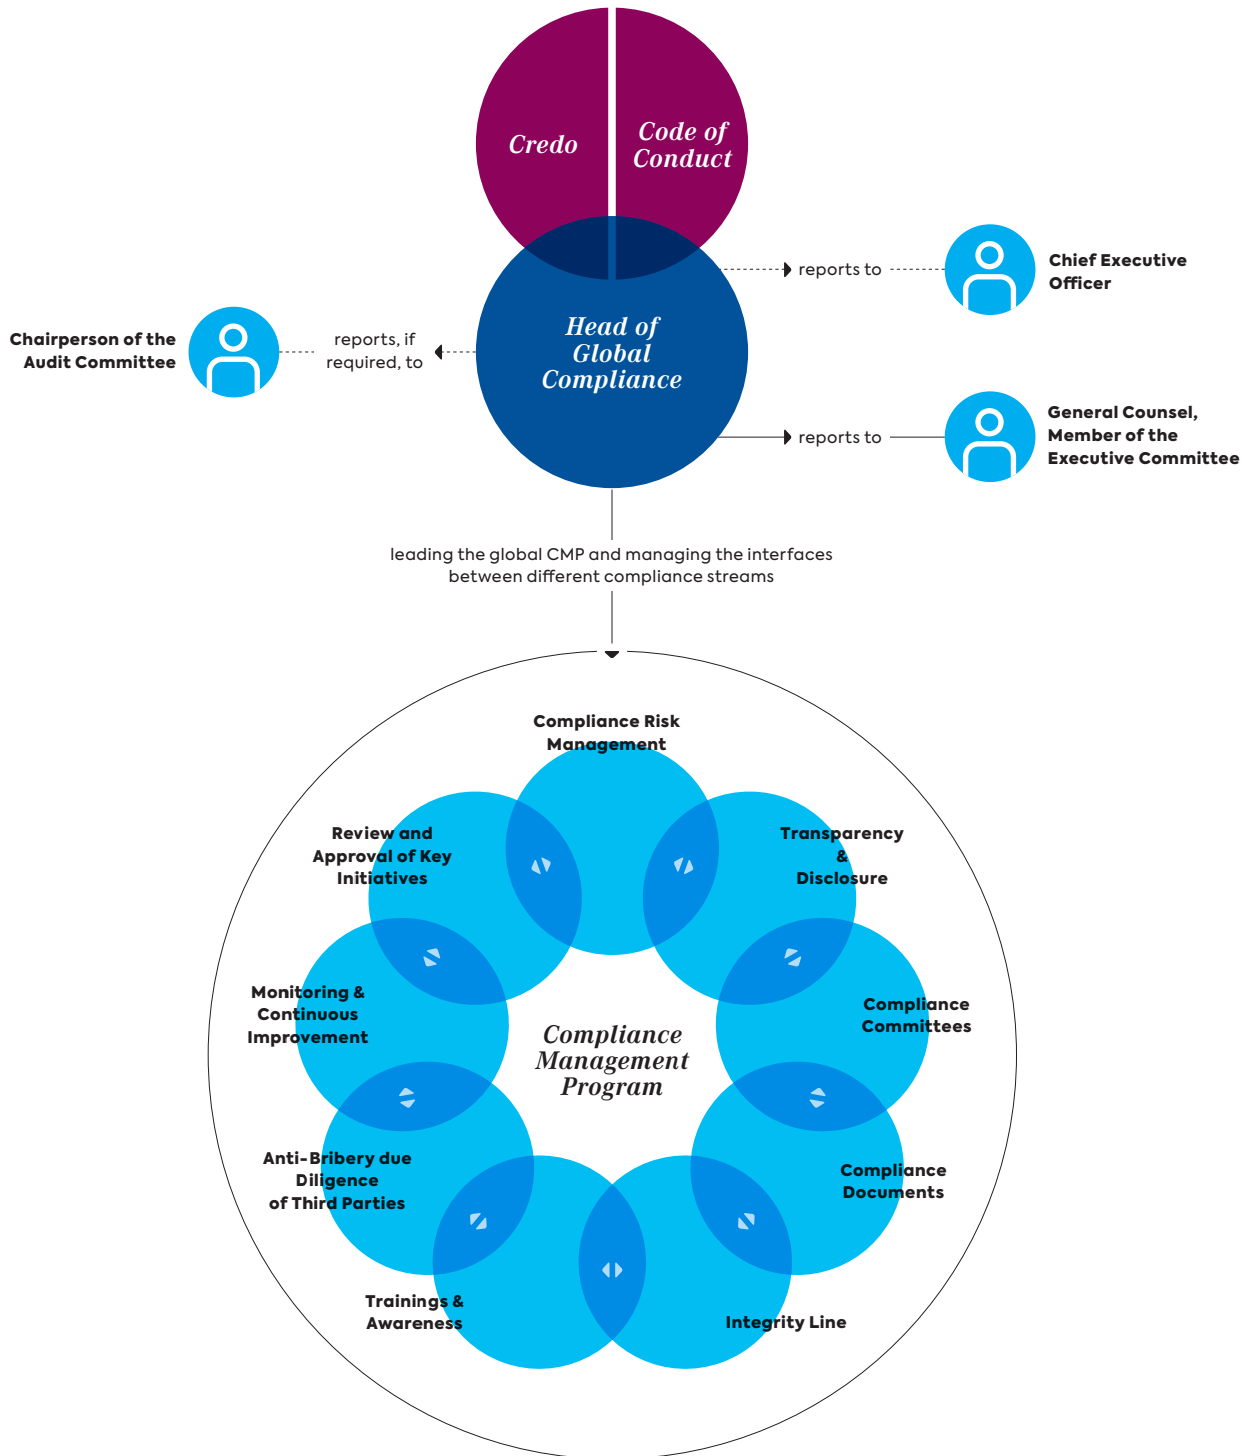 Credo
Code of
Conduct
reports to
Chief Executive
Officer
Chairperson of the
Audit Committee
reports, if
required, to
Head of
Global
Compliance
reports to
General Counsel,
Member of the
Executive Committee
leading the global CMP and managing the interfaces
between different compliance streams
Compliance Risk
Management
Review and
Approval of Key
Initiatives
Transparency
&
Disclosure
Monitoring &
Continuous
Improvement
Compliance
Committees
Compliance
Management
Program
Anti-Bribery due
Diligence
of Third Parties
Compliance
Documents
Trainings &
Awareness
Integrity Line